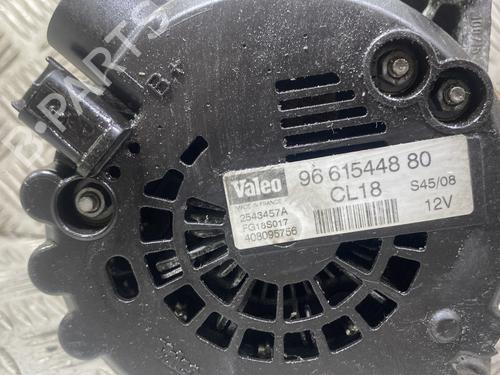 B.PARTS
B+
Valeo
MADE IN FRANCE
96 615448 80
CL18
S45/08
12V
2543457A
FG18S017
408095756